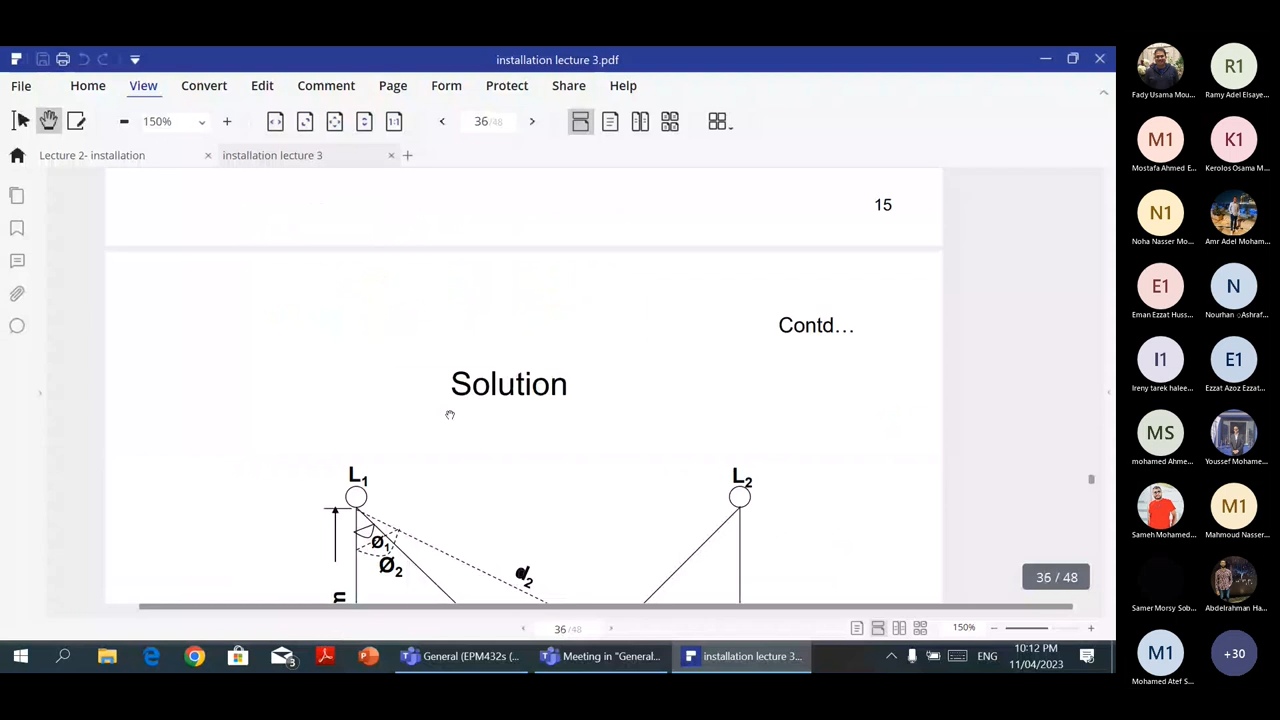 installation lecture 3.pdf
File Home View Convert Edit Comment Page Form Protect Share Help
150% 36/48 1:1
Lecture 2- installation × installation lecture 3 × +
15
Contd…
Solution
L1 L2
Ø1
Ø2
d2
36 / 48
36 /48 150%
General (EPM432s (... Meeting in "General... installation lecture 3...
3 ENG 10:12 PM
11/04/2023
R1
Fady Usama Mou... Ramy Adel Elsaye...
M1 K1
Mostafa Ahmed E... Kerolos Osama M...
N1
Noha Nasser Mo... Amr Adel Moham...
E1 N
Eman Ezzat Huss... Nourhan Ashraf...
I1 E1
Ireny tarek halee... Ezzat Azoz Ezzat...
MS
mohamed Ahme... Youssef Mohame...
M1
Sameh Mohamed... Mahmoud Nasser...
Samer Morsy Sob... Abdelrahman Ha...
M1 +30
Mohamed Atef S...